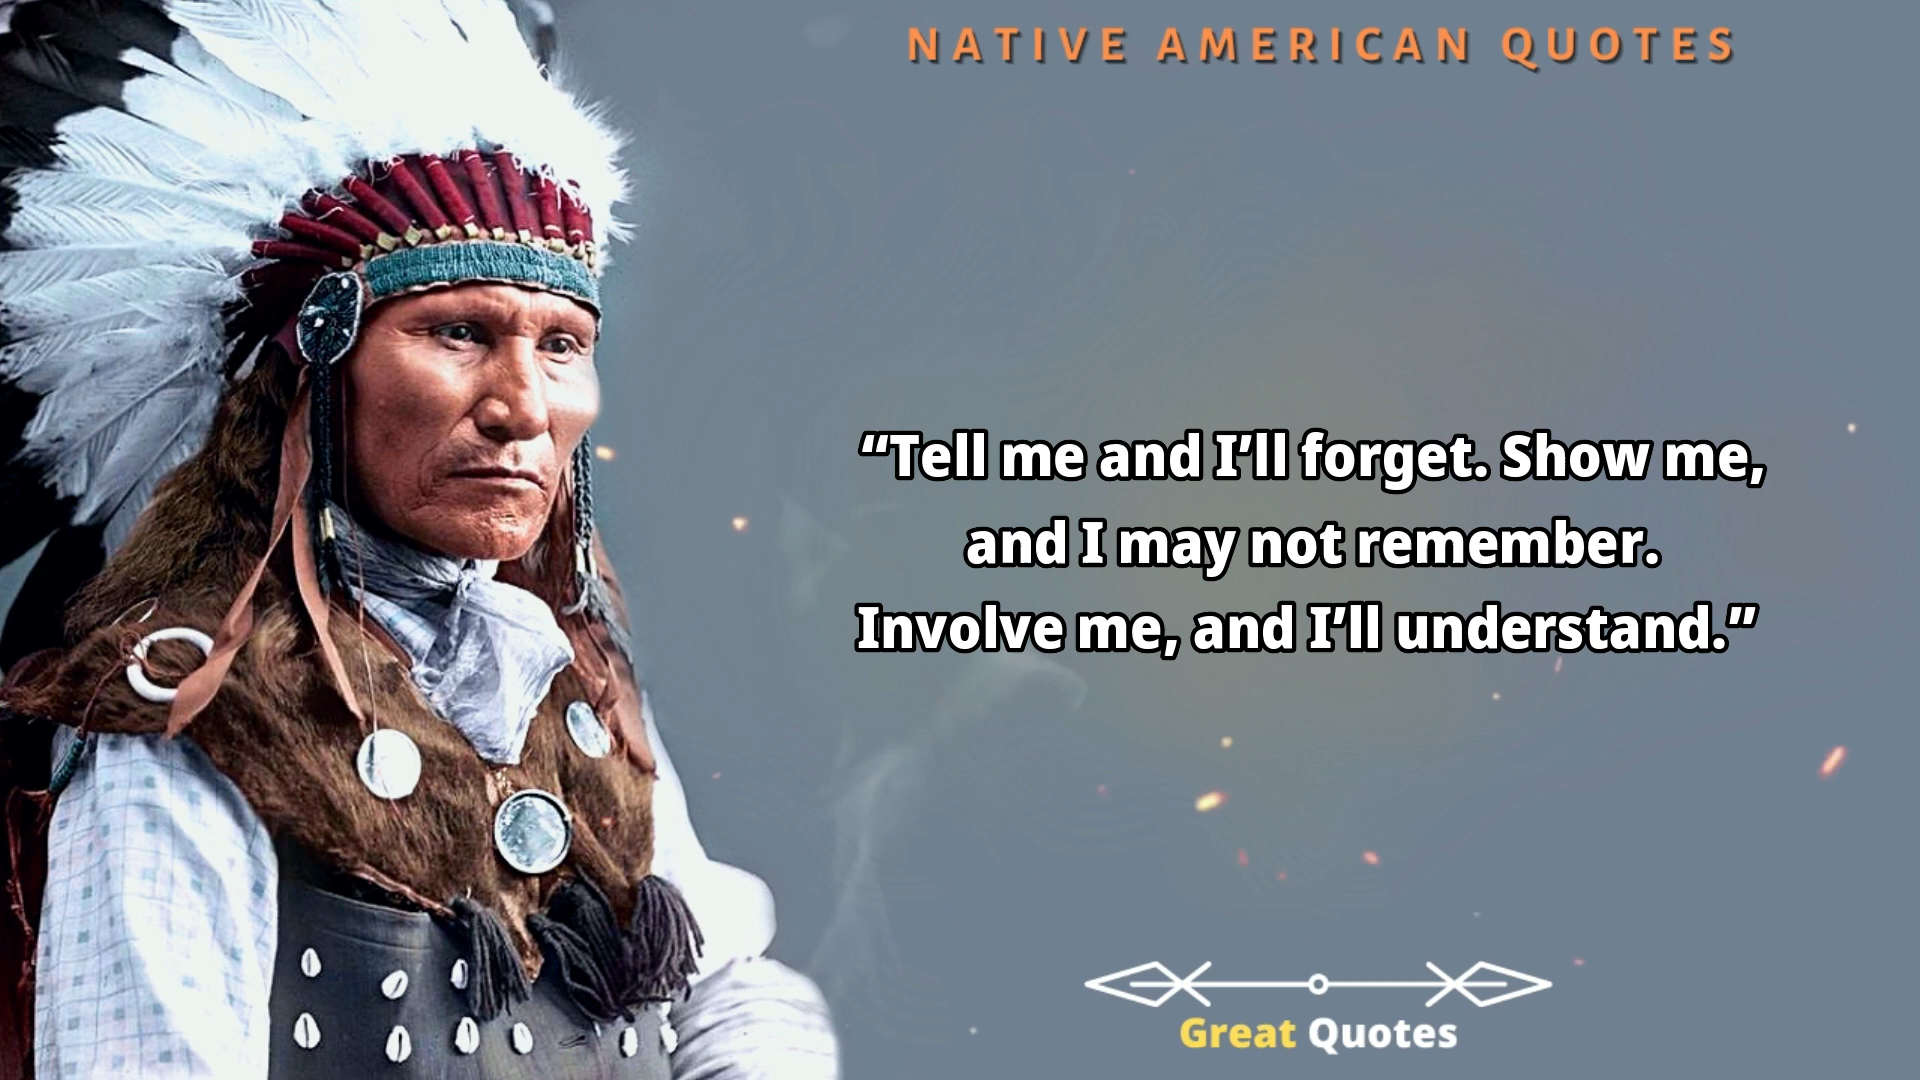 NATIVE AMERICAN QUOTES
“Tell me and I’ll forget. Show me,
and I may not remember.
Involve me, and I’ll understand.”
Great Quotes